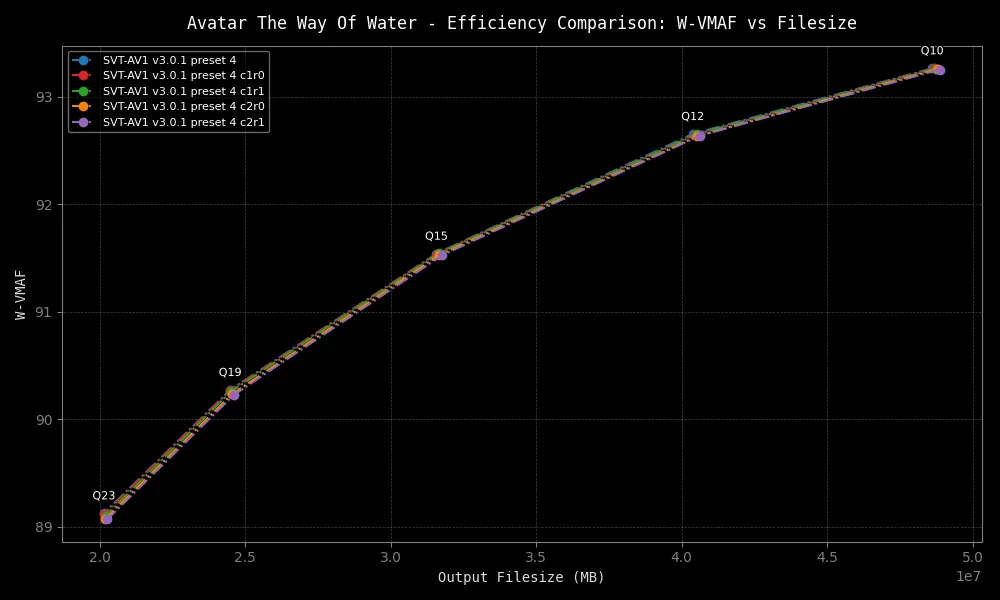 Avatar The Way Of Water - Efficiency Comparison: W-VMAF vs Filesize
SVT-AV1 v3.0.1 preset 4
SVT-AV1 v3.0.1 preset 4 c1r0
SVT-AV1 v3.0.1 preset 4 c1r1
SVT-AV1 v3.0.1 preset 4 c2r0
SVT-AV1 v3.0.1 preset 4 c2r1
Q10
Q12
Q15
Q19
Q23
93
92
91
90
89
W-VMAF
2.0 2.5 3.0 3.5 4.0 4.5 5.0
1e7
Output Filesize (MB)